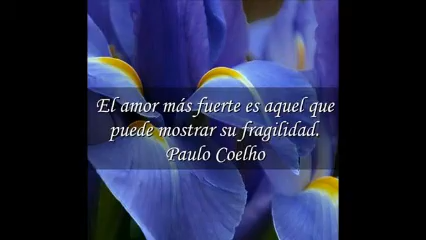 El amor más fuerte es aquel que
puede mostrar su fragilidad.
Paulo Coelho